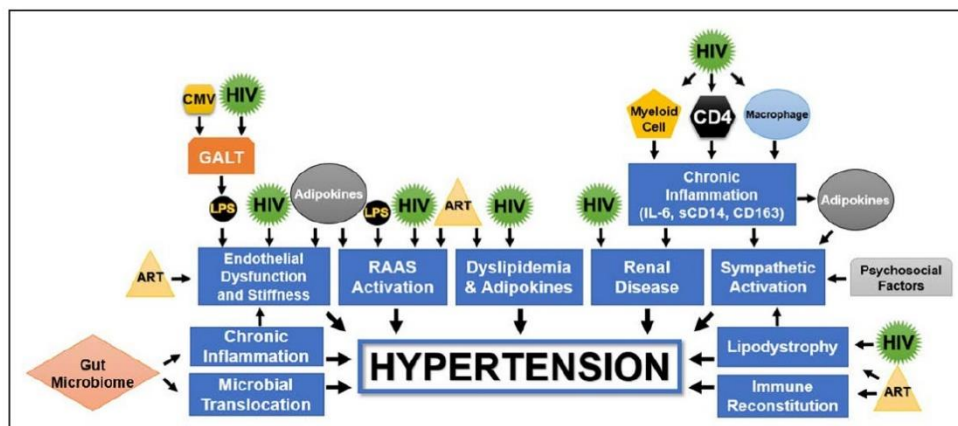 HIV
CMV
HIV
Myeloid
Cell
CD4
Macrophage
GALT
Chronic
Inflammation
(IL-6, sCD14, CD163)
LPS
HIV
Adipokines
LPS
HIV
ART
HIV
HIV
Adipokines
ART
Endothelial
Dysfunction
and Stiffness
RAAS
Activation
Dyslipidemia
& Adipokines
Renal
Disease
Sympathetic
Activation
Psychosocial
Factors
Gut
Microbiome
Chronic
Inflammation
Microbial
Translocation
HYPERTENSION
Lipodystrophy
Immune
Reconstitution
HIV
ART